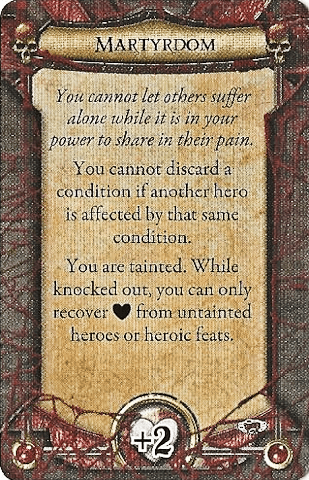 MARTYRDOM
You cannot let others suffer
alone while it is in your
power to share in their pain.
You cannot discard a
condition if another hero
is affected by that same
condition.
You are tainted. While
knocked out, you can only
recover ♥ from untainted
heroes or heroic feats.
+2